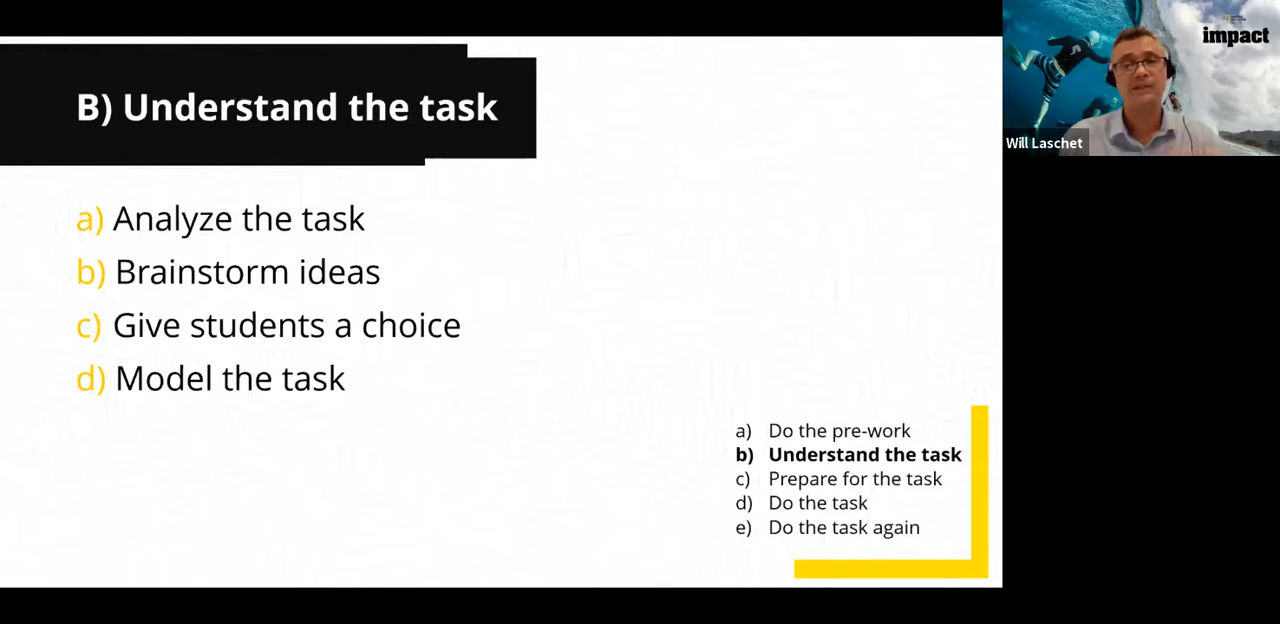 B) Understand the task
a) Analyze the task
b) Brainstorm ideas
c) Give students a choice
d) Model the task
a) Do the pre-work
b) Understand the task
c) Prepare for the task
d) Do the task
e) Do the task again
impact
Will Laschet